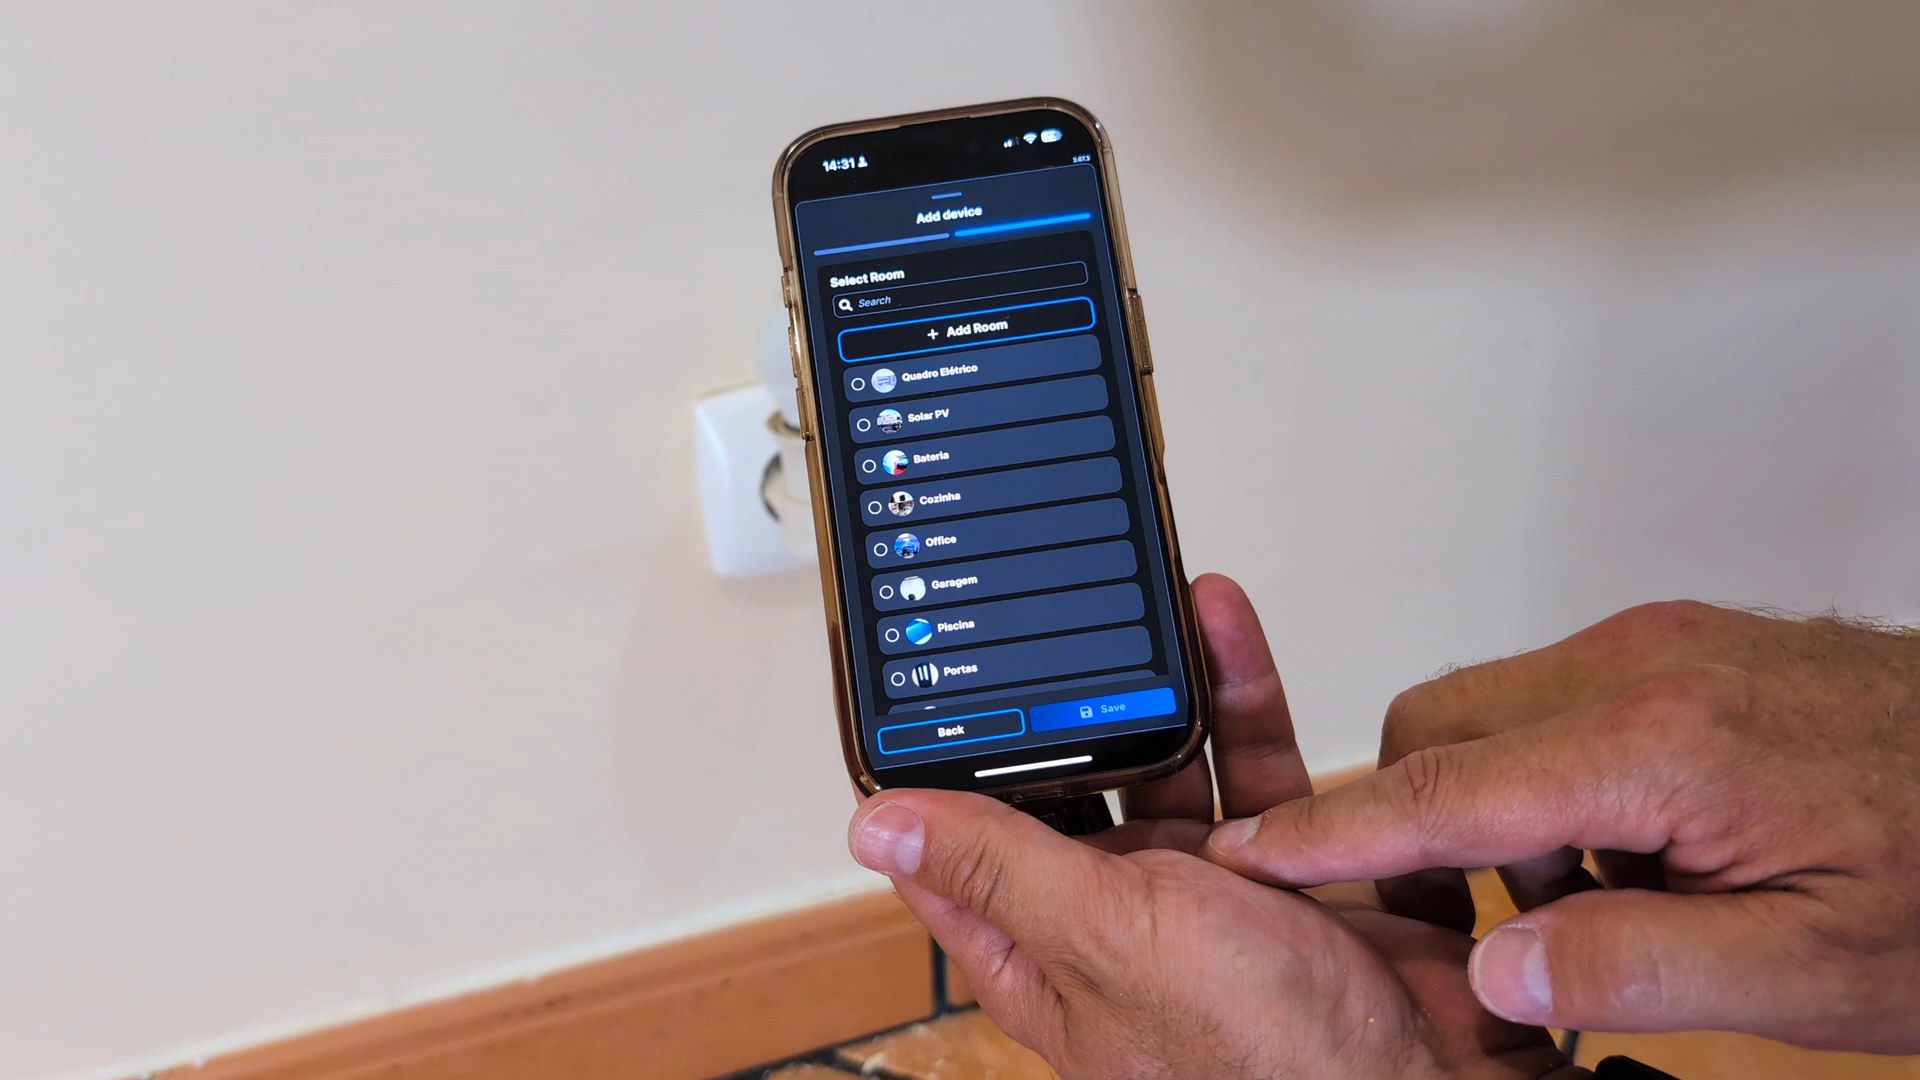 14:31
Add device
Select Room
Search
+ Add Room
Quadro Elétrico
Solar PV
Bateria
Cozinha
Office
Garagem
Piscina
Portas
Back
Save